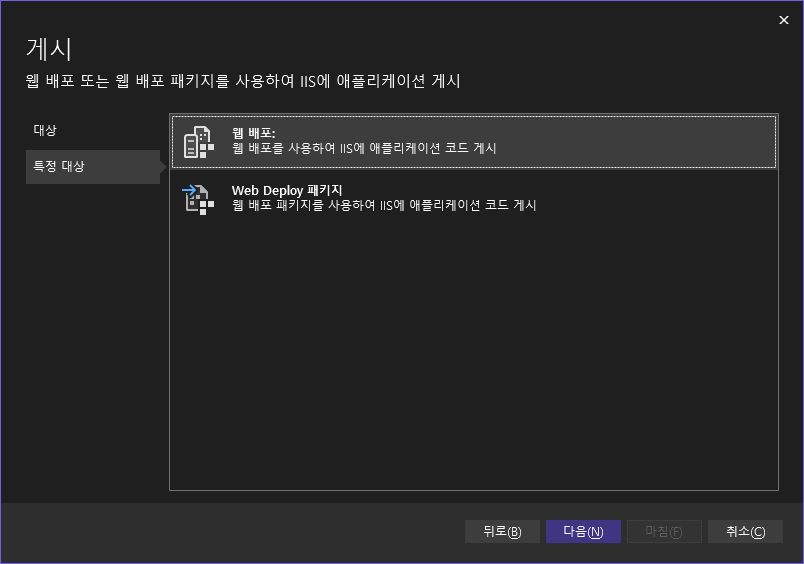 게시
웹 배포 또는 웹 배포 패키지를 사용하여 IIS에 애플리케이션 게시
대상
특정 대상
웹 배포:
웹 배포를 사용하여 IIS에 애플리케이션 코드 게시
Web Deploy 패키지
웹 배포 패키지를 사용하여 IIS에 애플리케이션 코드 게시
뒤로(B)
다음(N)
마침(F)
취소(C)